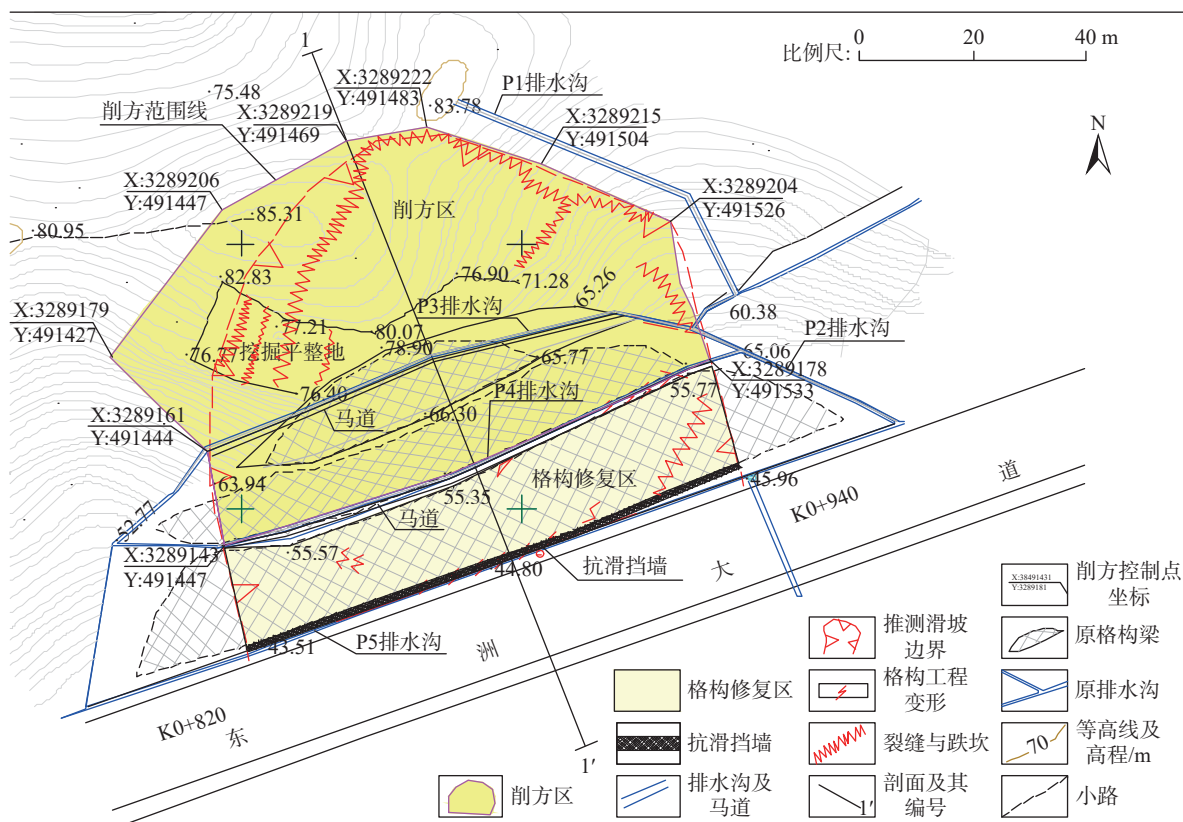 1
比例尺:
0
20
40 m
X:3289222
Y:491483
P1排水沟
·75.48
·83.78
削方范围线
X:3289219
Y:491469
X:3289215
Y:491504
N
X:3289206
Y:491447
X:3289204
Y:491526
削方区
·85.31
·80.95
·82.83
·76.90
·71.28
65.26
P3排水沟
60.38
X:3289179
Y:491427
·77.21
·80.07
P2排水沟
挖掘平整地
·78.90
·65.77
65.06
X:3289178
Y:491533
76.40
P4排水沟
55.77
马道
·66.30
X:3289161
Y:491444
格构修复区
道
63.94
45.96
K0+940
55.35
52.77
马道
X:3289143
Y:491447
·55.57
44.80
抗滑挡墙
大
43.51
P5排水沟
洲
K0+820
东
1′
X:38491431
Y:3289181
削方控制点
坐标
推测滑坡
边界
原格构梁
格构修复区
格构工程
变形
原排水沟
抗滑挡墙
裂缝与跌坎
70
等高线及
高程/m
削方区
排水沟及
马道
1′
剖面及其
编号
小路